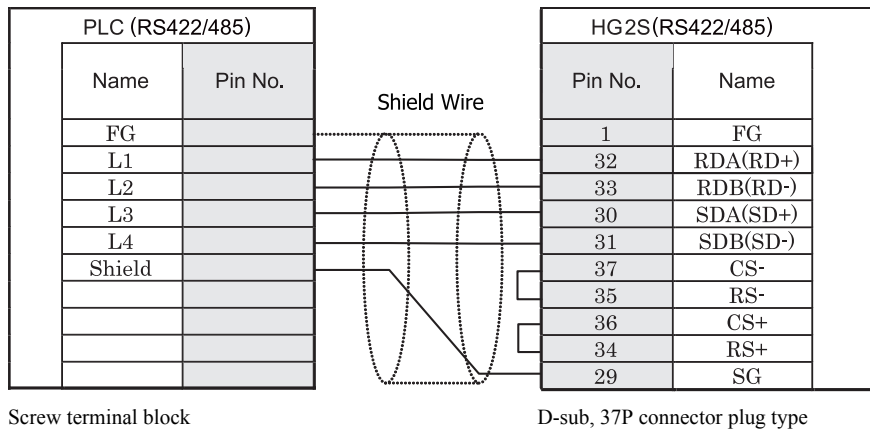 PLC (RS422/485)
HG2S(RS422/485)
Name Pin No.
Shield Wire
Pin No. Name
FG
1 FG
L1
32 RDA(RD+)
L2
33 RDB(RD-)
L3
30 SDA(SD+)
L4
31 SDB(SD-)
Shield
37 CS-
35 RS-
36 CS+
34 RS+
29 SG
Screw terminal block
D-sub, 37P connector plug type